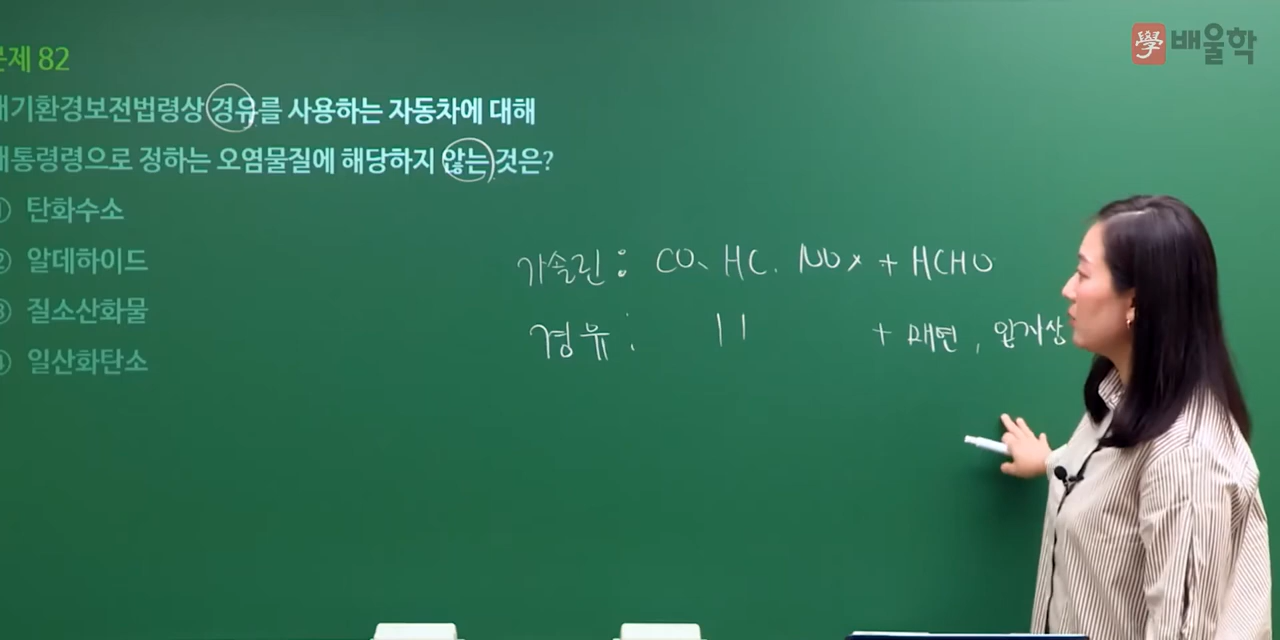 學 배울학
문제 82
대기환경보전법령상 경유를 사용하는 자동차에 대해
대통령령으로 정하는 오염물질에 해당하지 않는 것은?
① 탄화수소
② 알데하이드
③ 질소산화물
④ 일산화탄소
가솔린 : CO, HC, NOx + HCHO
경유 : 〃 + 매연, 입자상